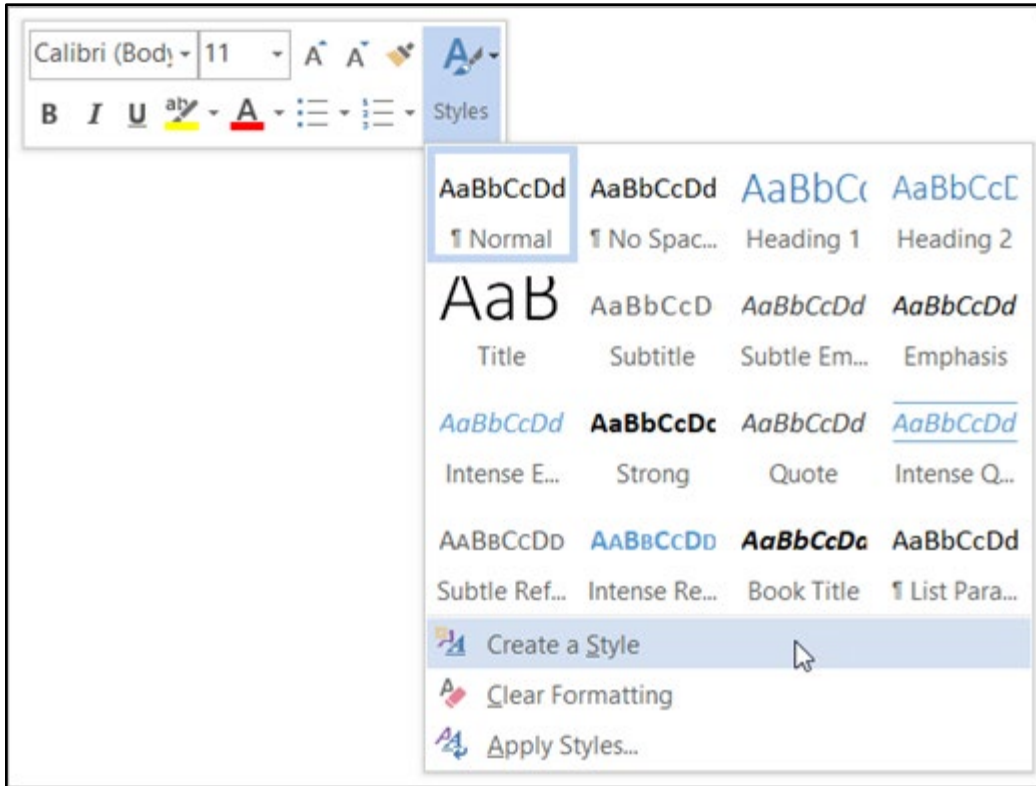 Calibri (Body 11 A A
B I U aby A
Styles
AaBbCcDd AaBbCcDd AaBbCc AaBbCcD
¶ Normal ¶ No Spac... Heading 1 Heading 2
AaB AaBbCcD AaBbCcDd AaBbCcDd
Title Subtitle Subtle Em... Emphasis
AaBbCcDd AaBbCcDc AaBbCcDd AaBbCcDd
Intense E... Strong Quote Intense Q...
AaBbCcDd AaBbCcDd AaBbCcDd AaBbCcDd
Subtle Ref... Intense Re... Book Title ¶ List Para...
Create a Style
Clear Formatting
Apply Styles...